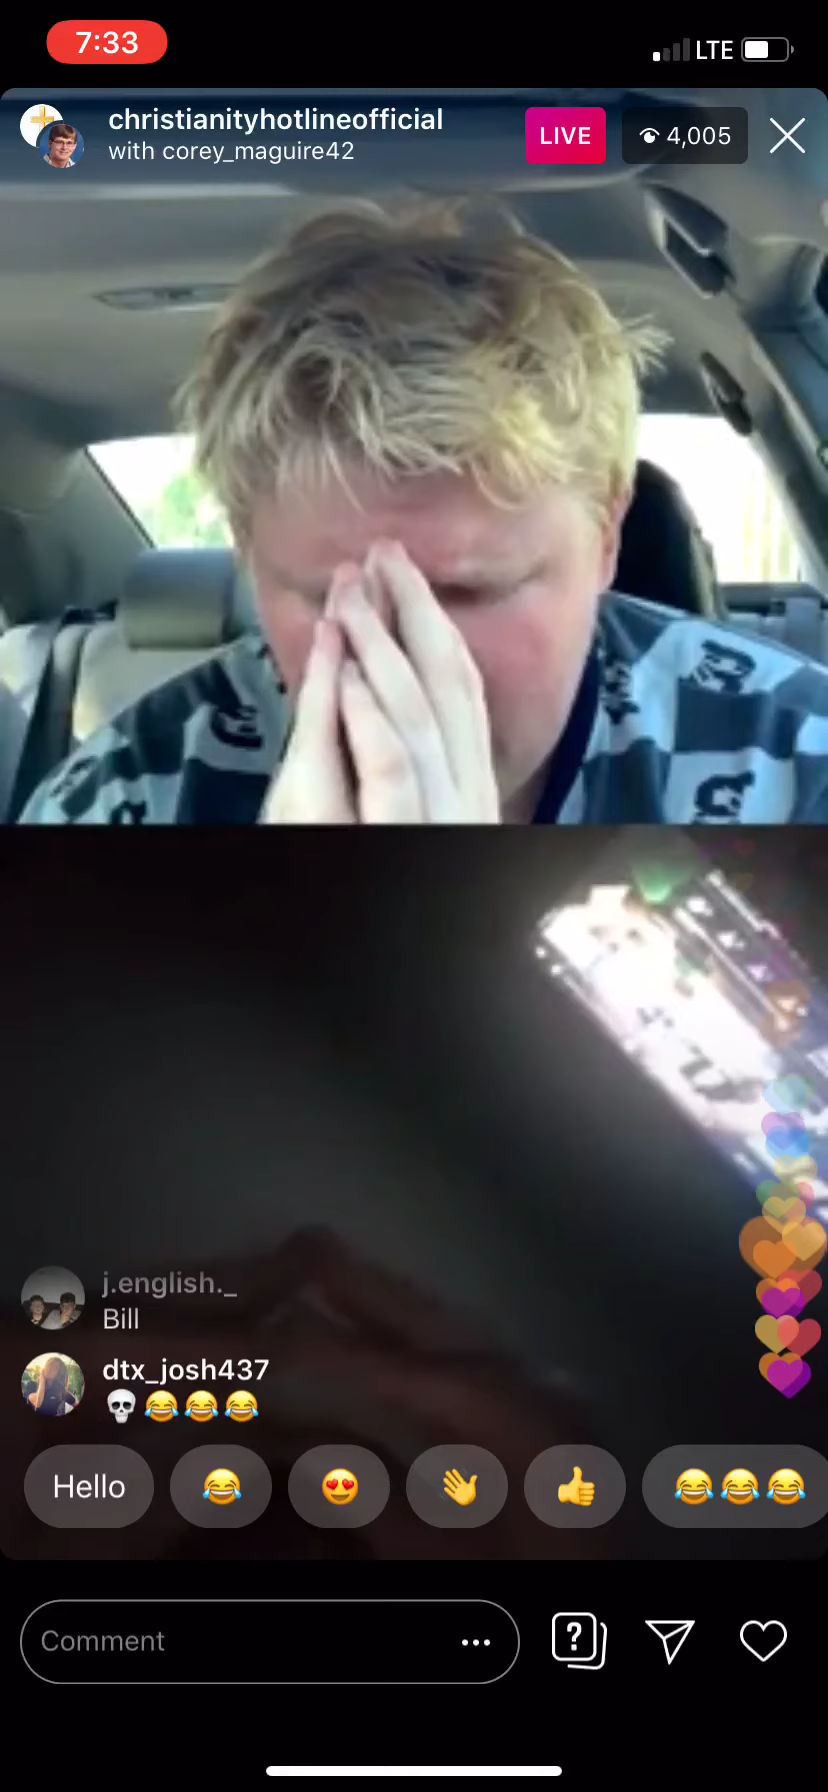 7:33
LTE
christianityhotlineofficial
with corey_maguire42
LIVE
4,005
j.english._
Bill
dtx_josh437
💀😂😂😂
Hello
😂
😍
👋
👍
😂😂😂
Comment
?